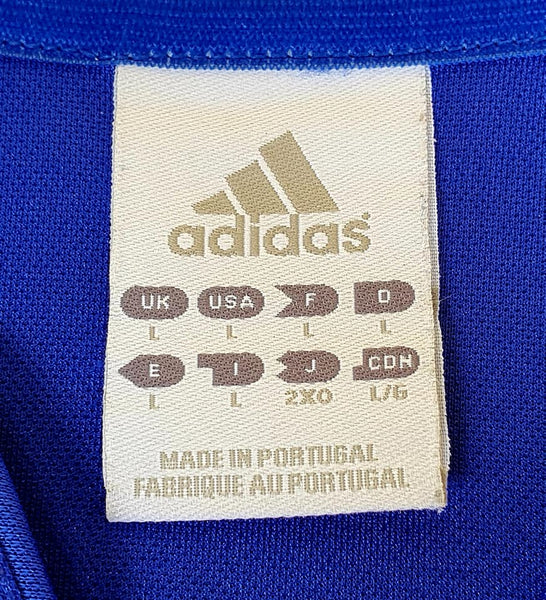 adidas
UK USA F D
L L L L
E I J CDN
L L 2XO L/G
MADE IN PORTUGAL
FABRIQUE AU PORTUGAL